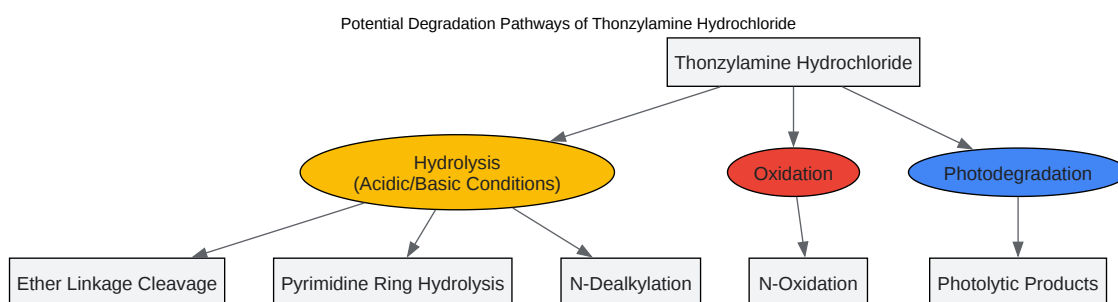 Potential Degradation Pathways of Thonzylamine Hydrochloride
Thonzylamine Hydrochloride
Hydrolysis
(Acidic/Basic Conditions)
Oxidation
Photodegradation
Ether Linkage Cleavage
Pyrimidine Ring Hydrolysis
N-Dealkylation
N-Oxidation
Photolytic Products